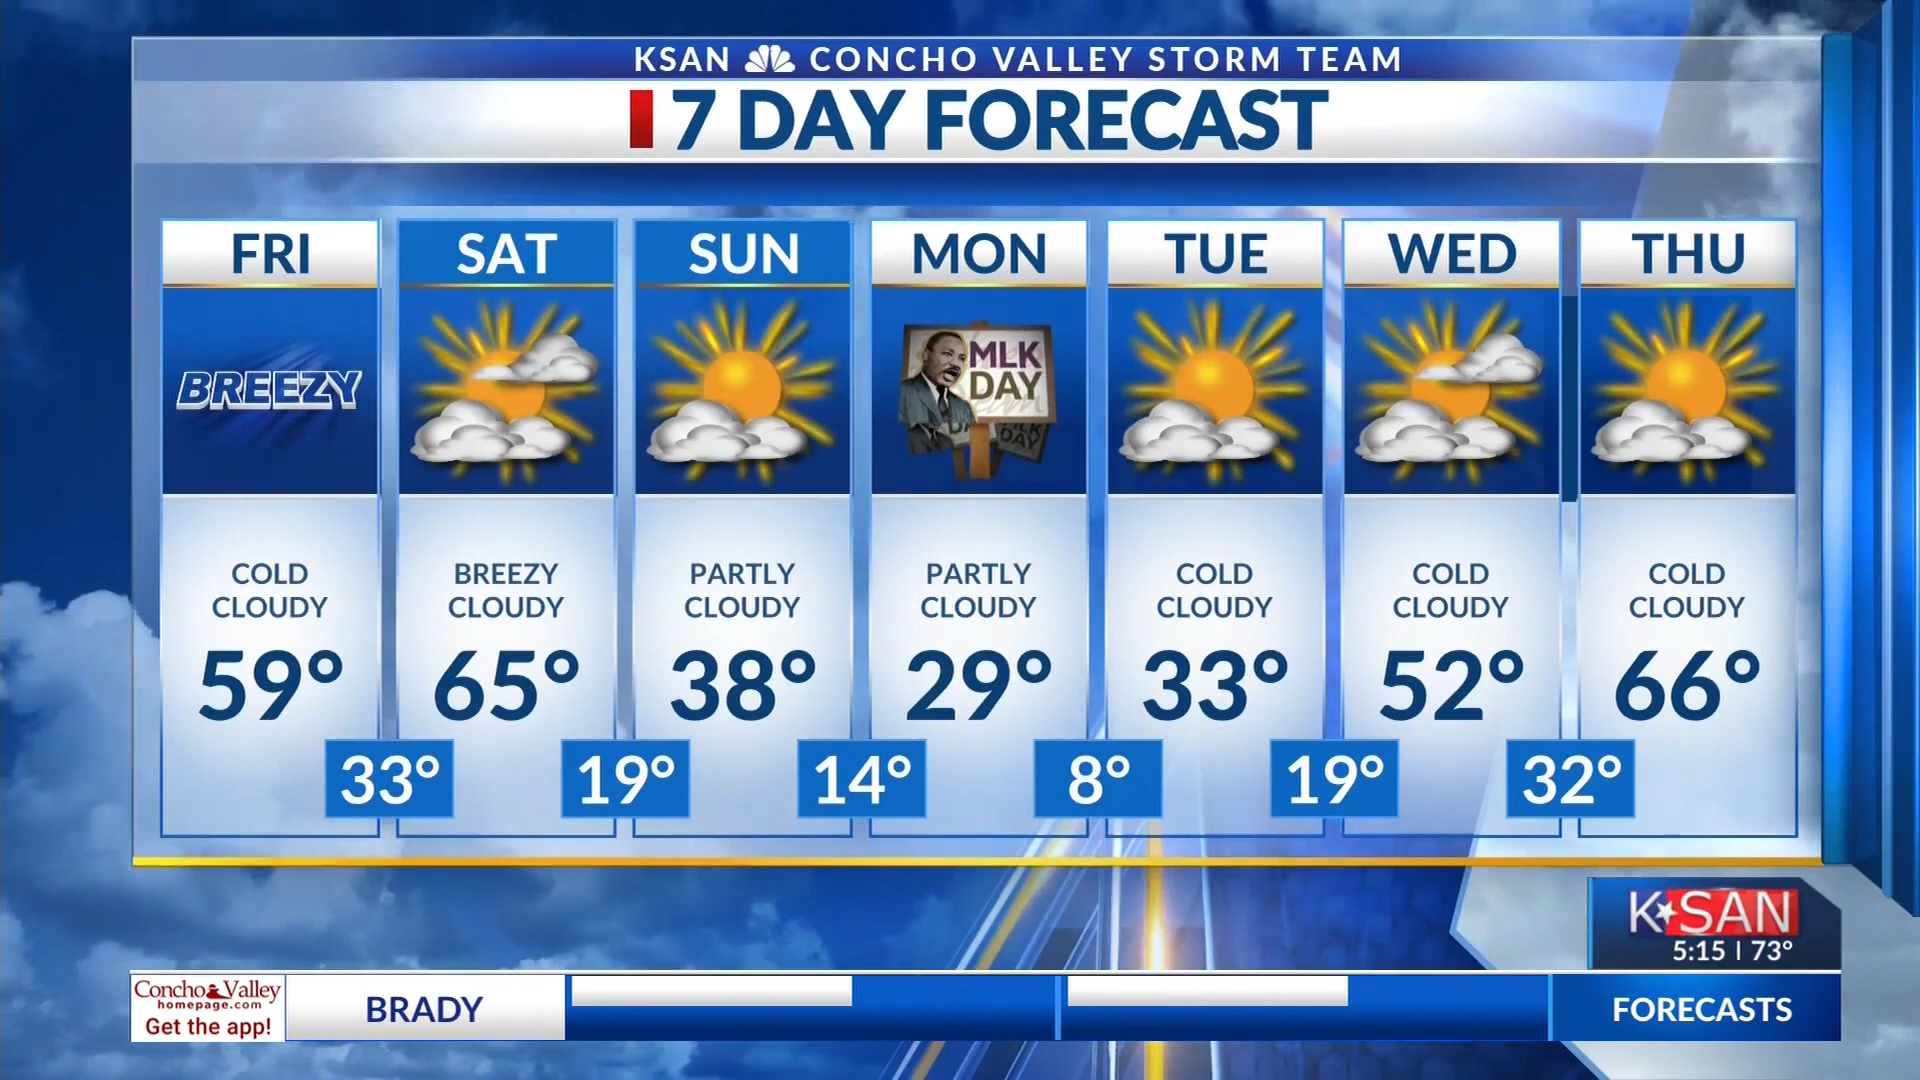 KSAN CONCHO VALLEY STORM TEAM
7 DAY FORECAST
FRI SAT SUN MON TUE WED THU
BREEZY
MLK
DAY
MLK
DAY
COLD
CLOUDY
59°
BREEZY
CLOUDY
65°
PARTLY
CLOUDY
38°
PARTLY
CLOUDY
29°
COLD
CLOUDY
33°
COLD
CLOUDY
52°
COLD
CLOUDY
66°
33° 19° 14° 8° 19° 32°
KSAN
5:15 | 73°
Concho Valley
homepage.com
Get the app!
BRADY
FORECASTS